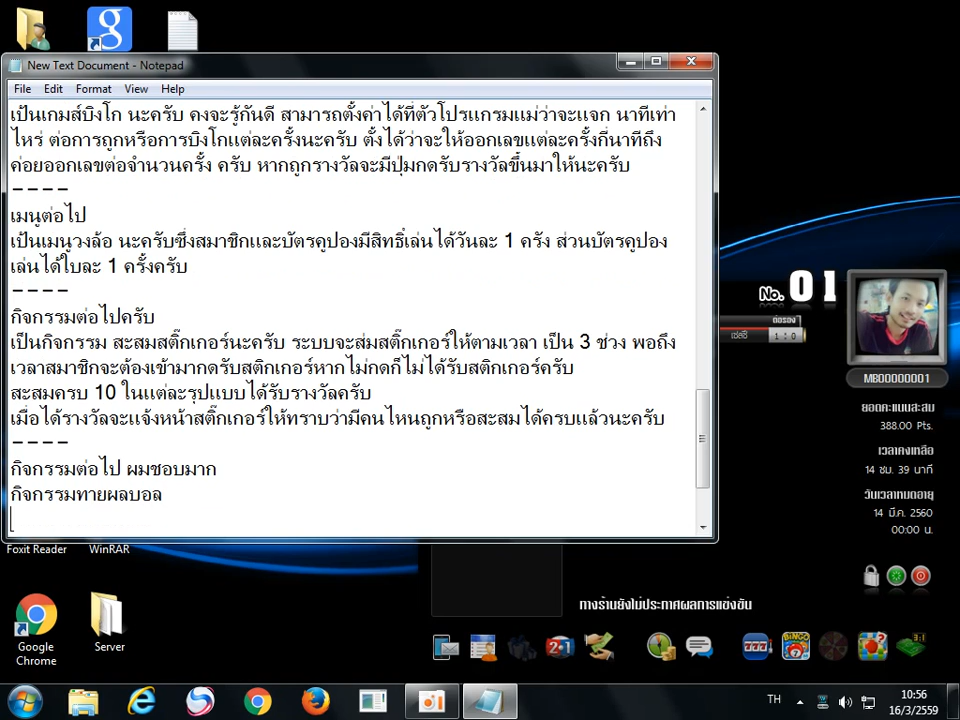 New Text Document - Notepad
File Edit Format View Help
เป็นเกมส์บิงโก นะครับ คงจะรู้กันดี สามารถตั้งค่าได้ที่ตัวโปรแกรมแม่ว่าจะแจก นาทีเท่า
ไหร่ ต่อการถูกหรือการบิงโกแต่ละครั้งนะครับ ตั้งได้ว่าจะให้ออกเลขแต่ละครั้งกี่นาทีถึง
ค่อยออกเลขต่อจำนวนครั้ง ครับ หากถูกรางวัลจะมีปุ่มกดรับรางวัลขึ้นมาให้นะครับ
----
เมนูต่อไป
เป็นเมนูวงล้อ นะครับซึ่งสมาชิกและบัตรคูปองมีสิทธิ์เล่นได้วันละ 1 ครัง ส่วนบัตรคูปอง
เล่นได้ใบละ 1 ครั้งครับ
----
กิจกรรมต่อไปครับ
เป็นกิจกรรม สะสมสติ๊กเกอร์นะครับ ระบบจะส่มสติ๊กเกอร์ให้ตามเวลา เป็น 3 ช่วง พอถึง
เวลาสมาชิกจะต้องเข้ามากดรับสติกเกอร์หากไม่กดก็ไม่ได้รับสติกเกอร์ครับ
สะสมครบ 10 ในแต่ละรุปแบบได้รับรางวัลครับ
เมื่อได้รางวัลจะแจ้งหน้าสติ๊กเกอร์ให้ทราบว่ามีคนไหนถูกหรือสะสมได้ครบแล้วนะครับ
----
กิจกรรมต่อไป ผมชอบมาก
กิจกรรมทายผลบอล
No. 01
ต่อรอง
เชลซี 1:0
MB00000001
ยอดคะแนนสะสม
388.00 Pts.
เวลาคงเหลือ
14 ชม. 39 นาที
วันเวลาหมดอายุ
14 มี.ค. 2560
00:00 น.
Foxit Reader WinRAR
ทางร้านยังไม่ประกาศผลการแข่งขัน
Google Chrome
Server
2-1
BINGO
3:1
TH
10:56
16/3/2559